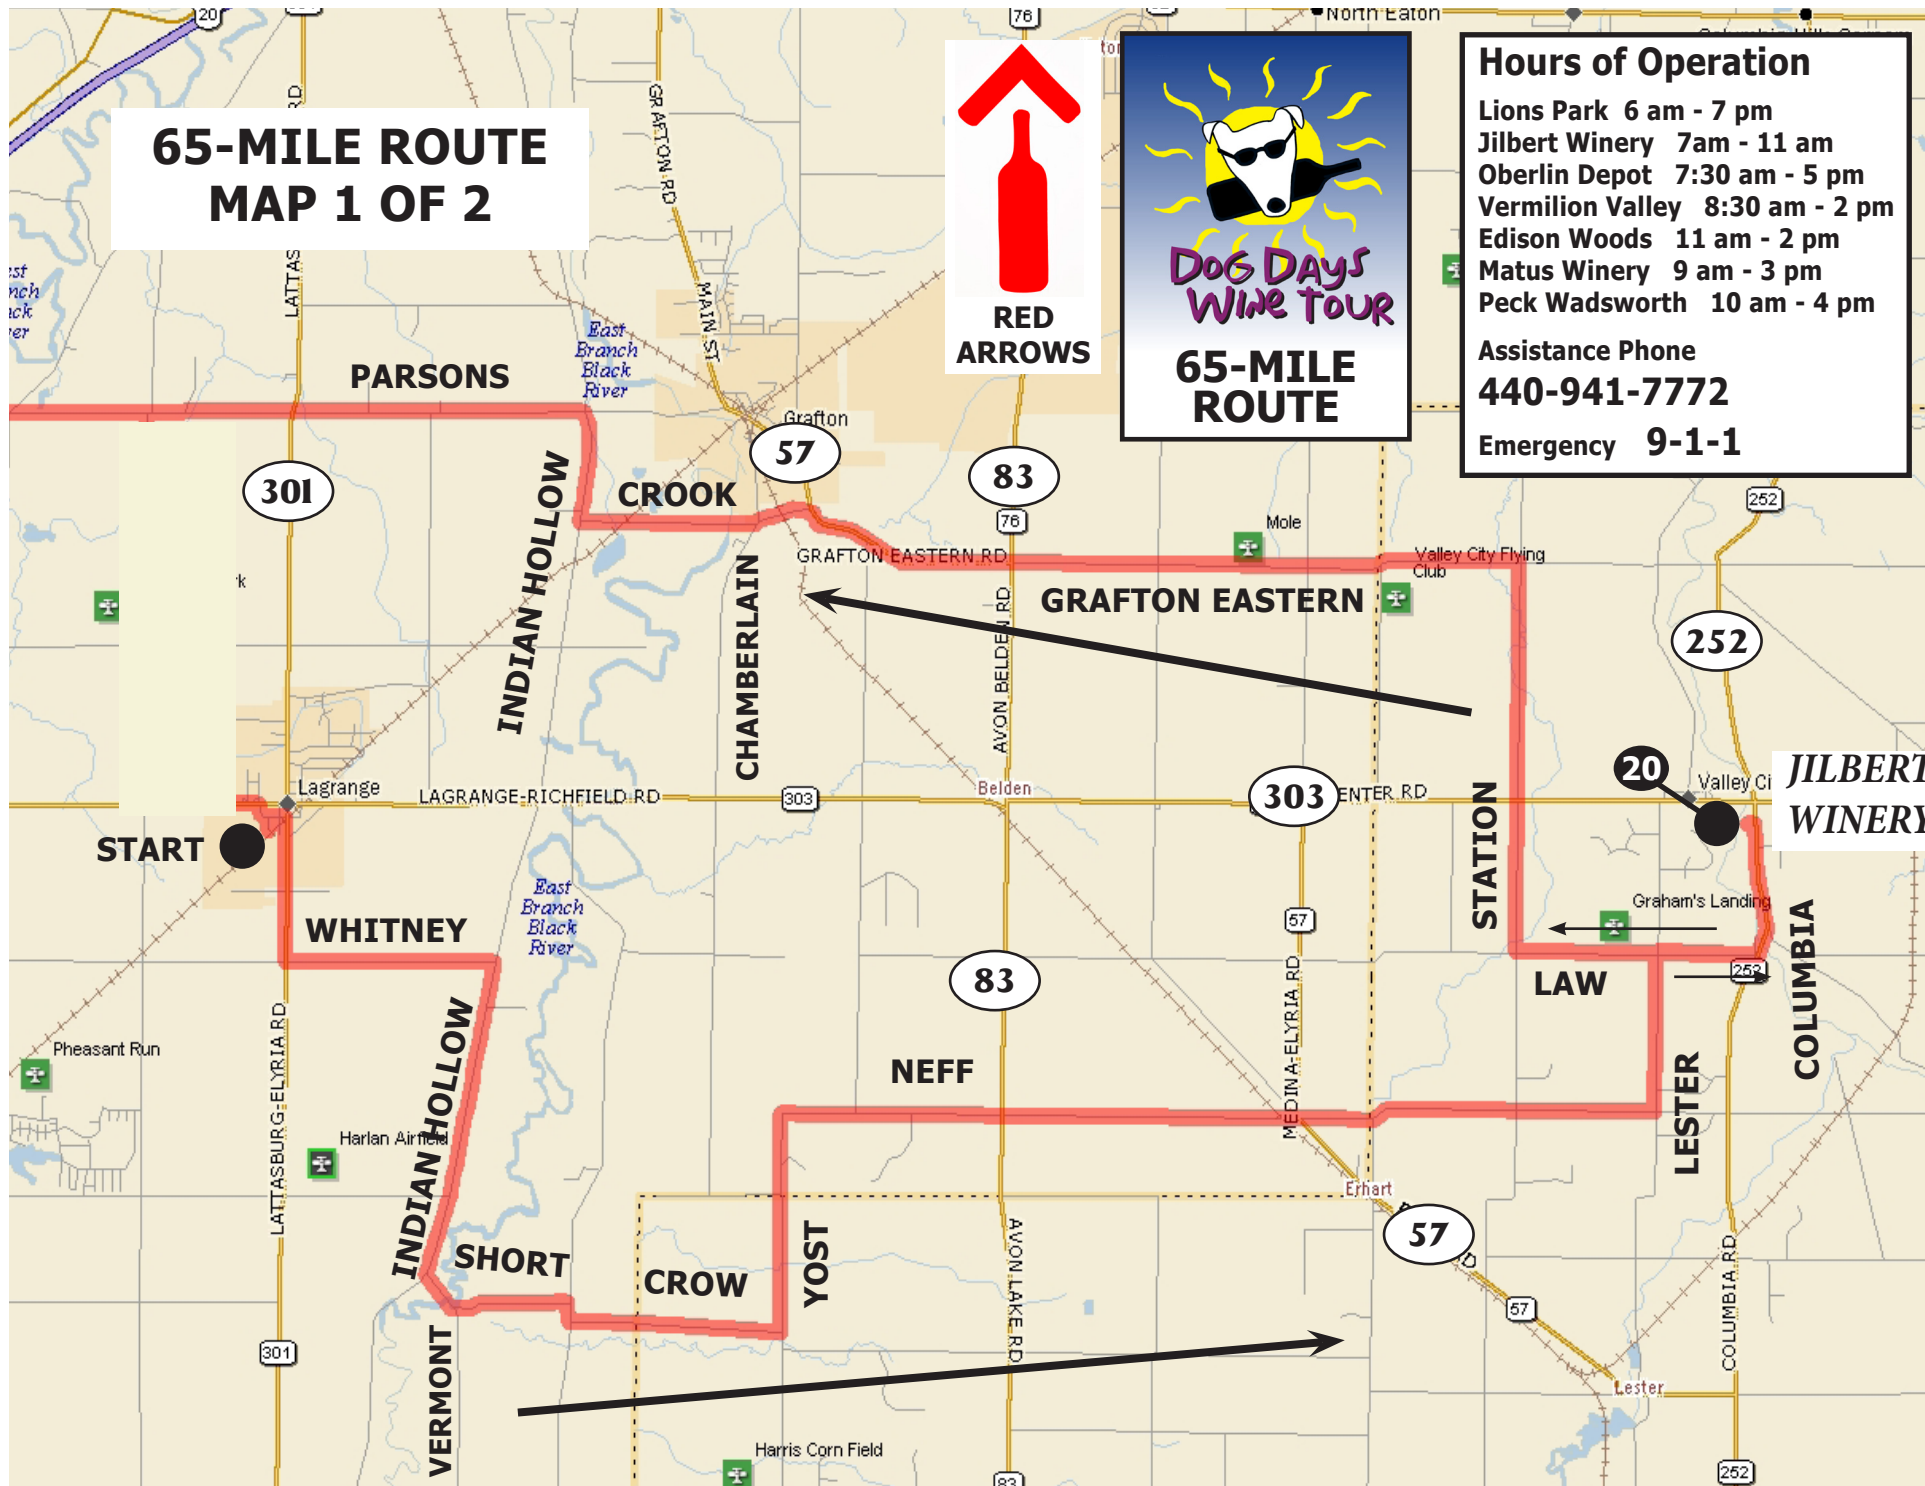 20
76
North Eaton
65-MILE ROUTE
MAP 1 OF 2
RD
LATTAS
GRAFTON RD
MAIN ST
RED
ARROWS
DOG DAYS
WINE TOUR
65-MILE
ROUTE
Hours of Operation
Lions Park 6 am - 7 pm
Jilbert Winery 7am - 11 am
Oberlin Depot 7:30 am - 5 pm
Vermilion Valley 8:30 am - 2 pm
Edison Woods 11 am - 2 pm
Matus Winery 9 am - 3 pm
Peck Wadsworth 10 am - 4 pm
Assistance Phone
440-941-7772
Emergency 9-1-1
East
Branch
Black
River
PARSONS
Grafton
57
301
83
76
252
INDIAN HOLLOW
CROOK
Mole
GRAFTON EASTERN RD
Valley City Flying
Club
CHAMBERLAIN
AVON BELDEN RD
GRAFTON EASTERN
252
Lagrange
LAGRANGE-RICHFIELD RD
303
Belden
303
ENTER RD
STATION
20
Valley Ci
JILBERT
WINERY
START
East
Branch
Black
River
WHITNEY
57
Graham's Landing
COLUMBIA
83
MEDINA-ELYRIA RD
LAW
252
INDIAN HOLLOW
LATTASBURG-ELYRIA RD
Pheasant Run
NEFF
LESTER
Harlan Airfield
Erhart
57
D
SHORT
CROW
YOST
AVON LAKE RD
COLUMBIA RD
57
VERMONT
301
Lester
Harris Corn Field
83
252